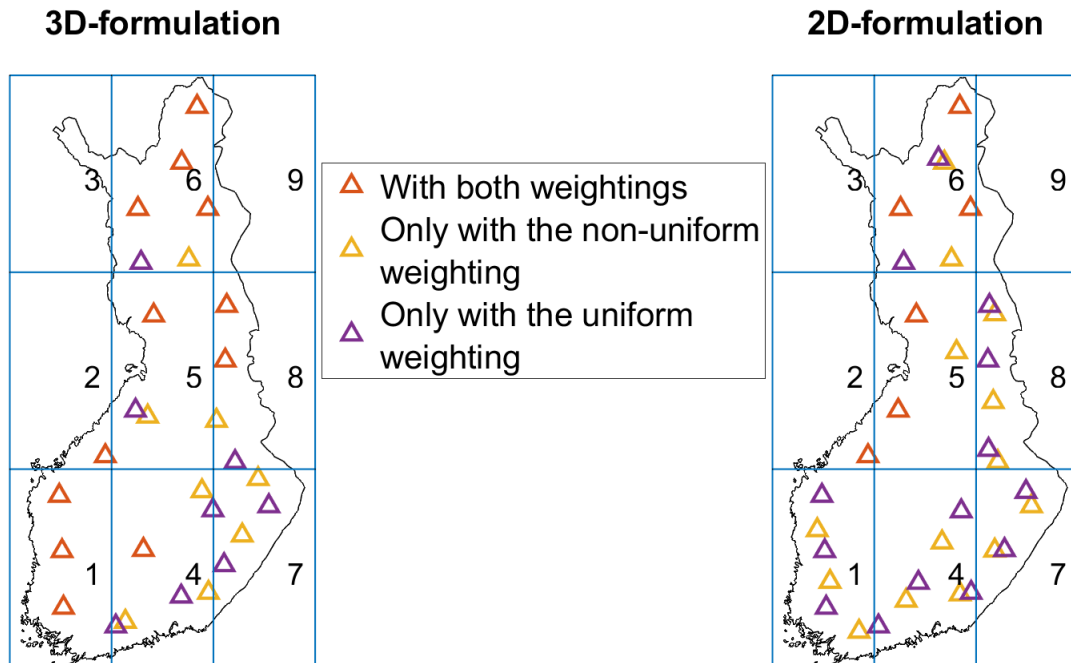 3D-formulation
2D-formulation
3 6 9
2 5 8
1 4 7
With both weightings
Only with the non-uniform
weighting
Only with the uniform
weighting
3 6 9
2 5 8
1 4 7